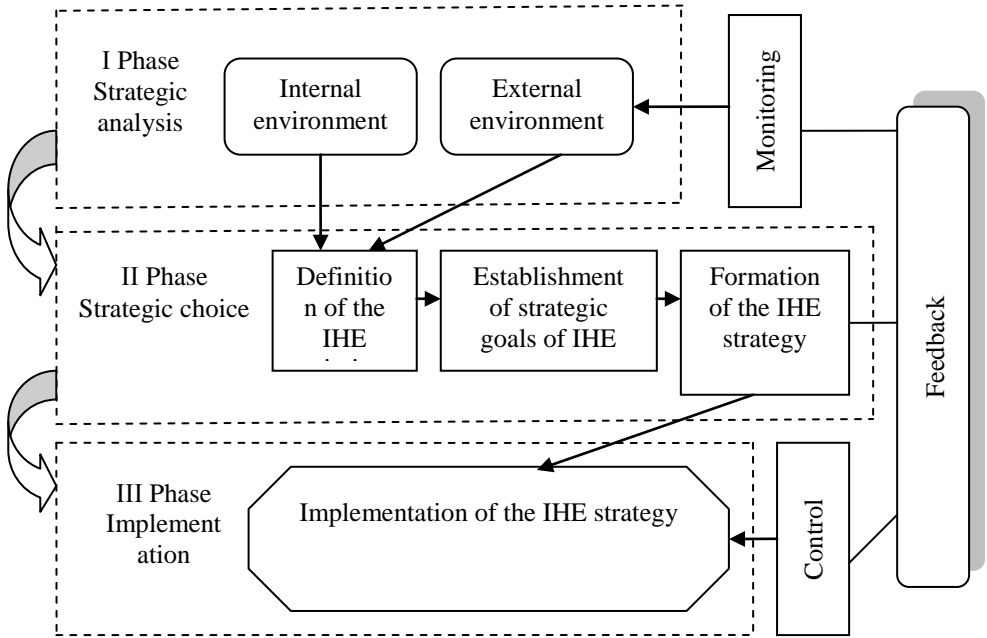 I Phase
Strategic
analysis
Internal
environment
External
environment
Monitoring
II Phase
Strategic choice
Definitio
n of the
IHE
Establishment
of strategic
goals of IHE
Formation
of the IHE
strategy
Feedback
III Phase
Implement
ation
Implementation of the IHE strategy
Control